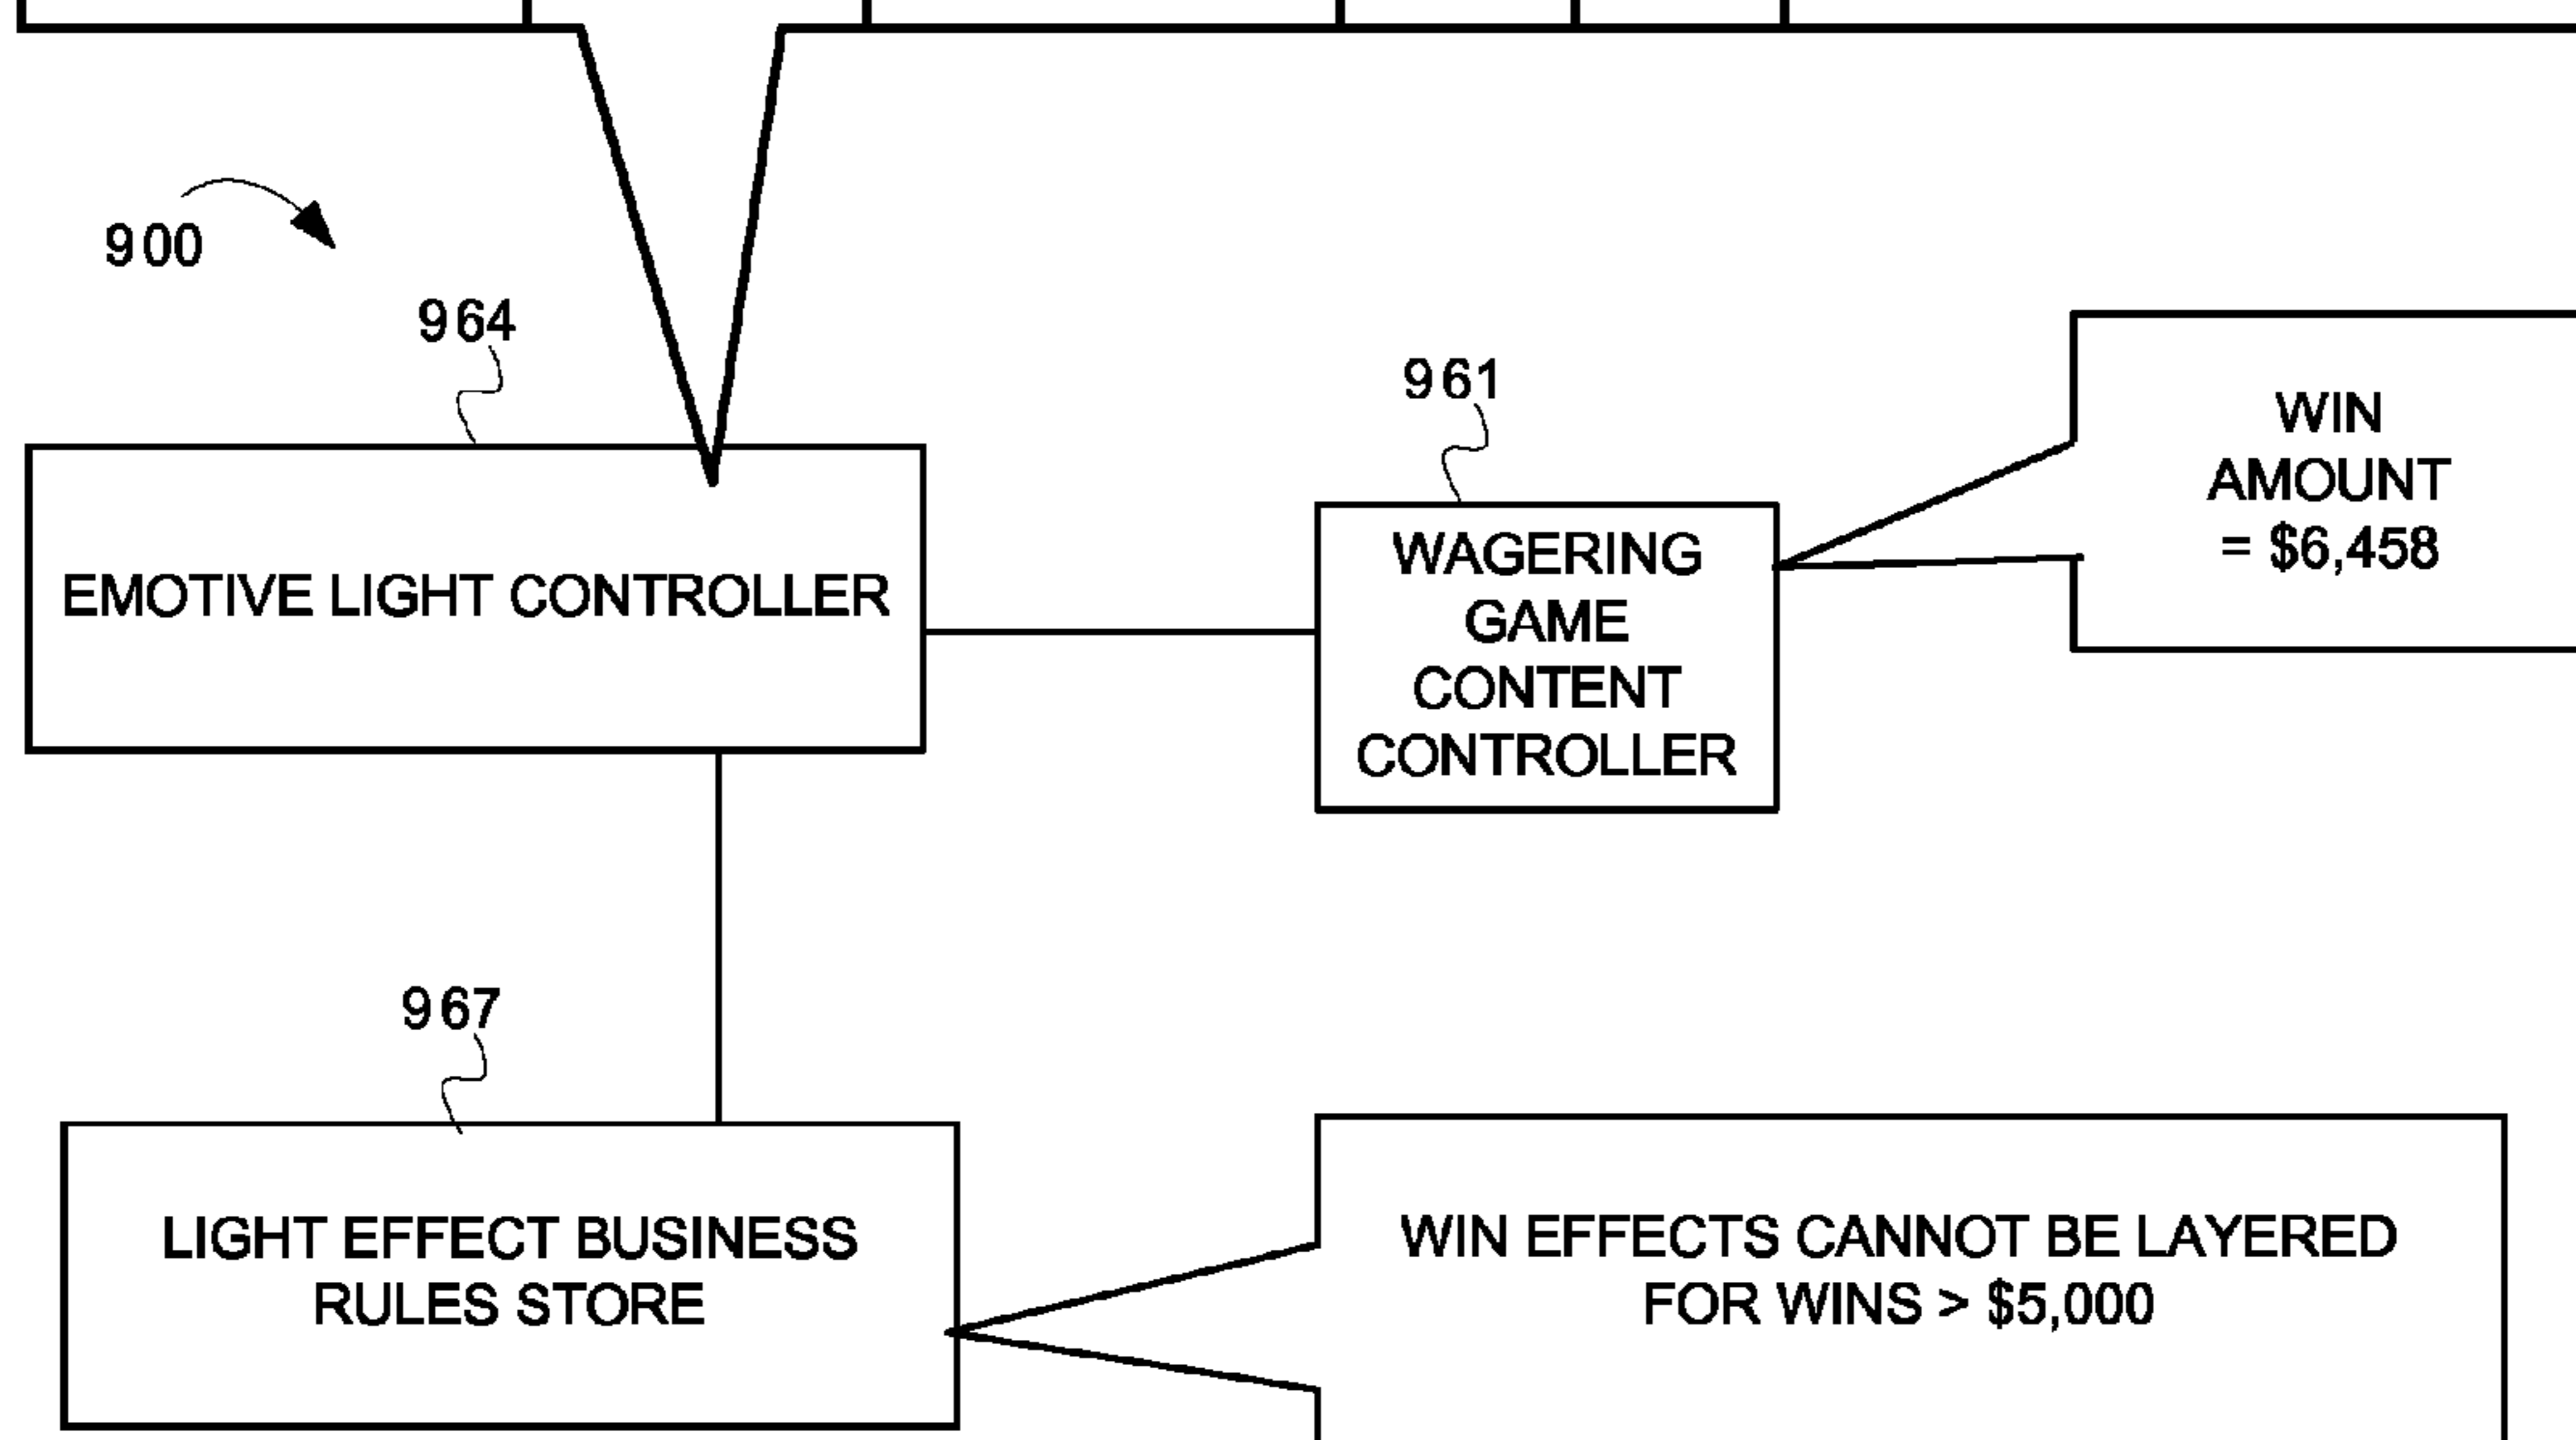 900
964
961
WIN
AMOUNT
= $6,458
EMOTIVE LIGHT CONTROLLER
WAGERING
GAME
CONTENT
CONTROLLER
967
LIGHT EFFECT BUSINESS
RULES STORE
WIN EFFECTS CANNOT BE LAYERED
FOR WINS > $5,000